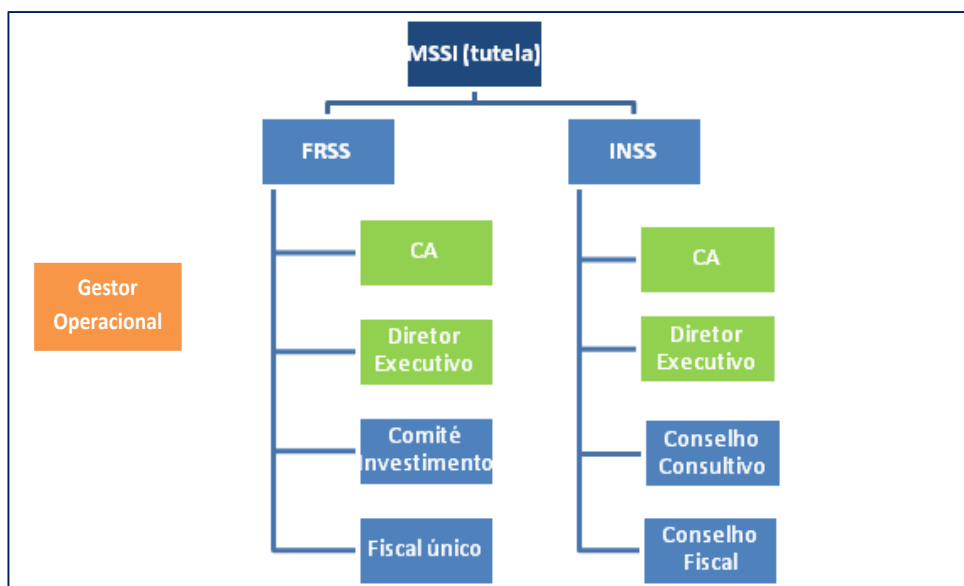 MSSI (tutela)
FRSS
INSS
CA
CA
Gestor
Operacional
Diretor
Executivo
Diretor
Executivo
Comité
Investimento
Conselho
Consultivo
Fiscal único
Conselho
Fiscal